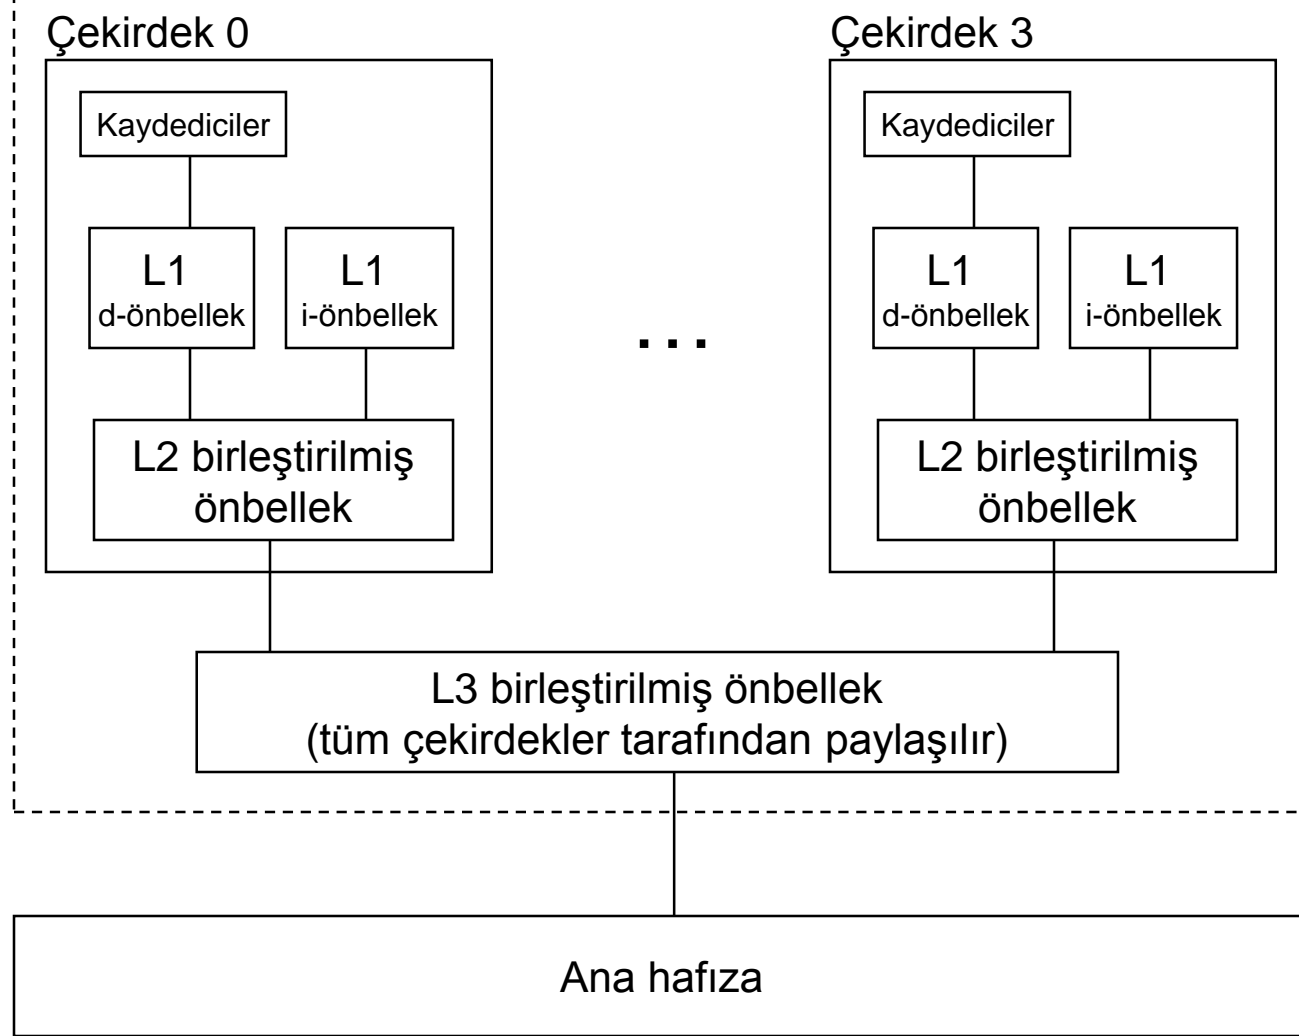 Çekirdek 0
Kaydediciler
L1
d-önbellek
L1
i-önbellek
L2 birleştirilmiş
önbellek
...
Çekirdek 3
Kaydediciler
L1
d-önbellek
L1
i-önbellek
L2 birleştirilmiş
önbellek
L3 birleştirilmiş önbellek
(tüm çekirdekler tarafından paylaşılır)
Ana hafıza